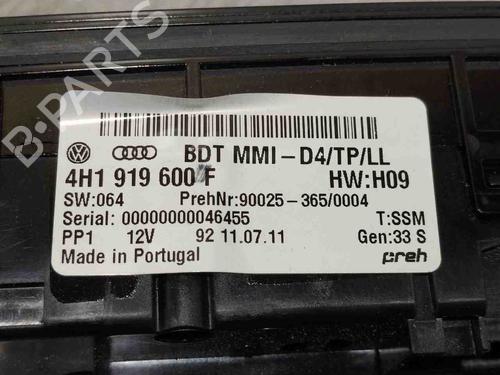 B-Parts
BDT MMI-D4/TP/LL
4H1 919 600 F HW:H09
SW:064 PrehNr:90025-365/0004
Serial: 00000000046455 T:SSM
PP1 12V 92 11.07.11 Gen:33 S
Made in Portugal preh